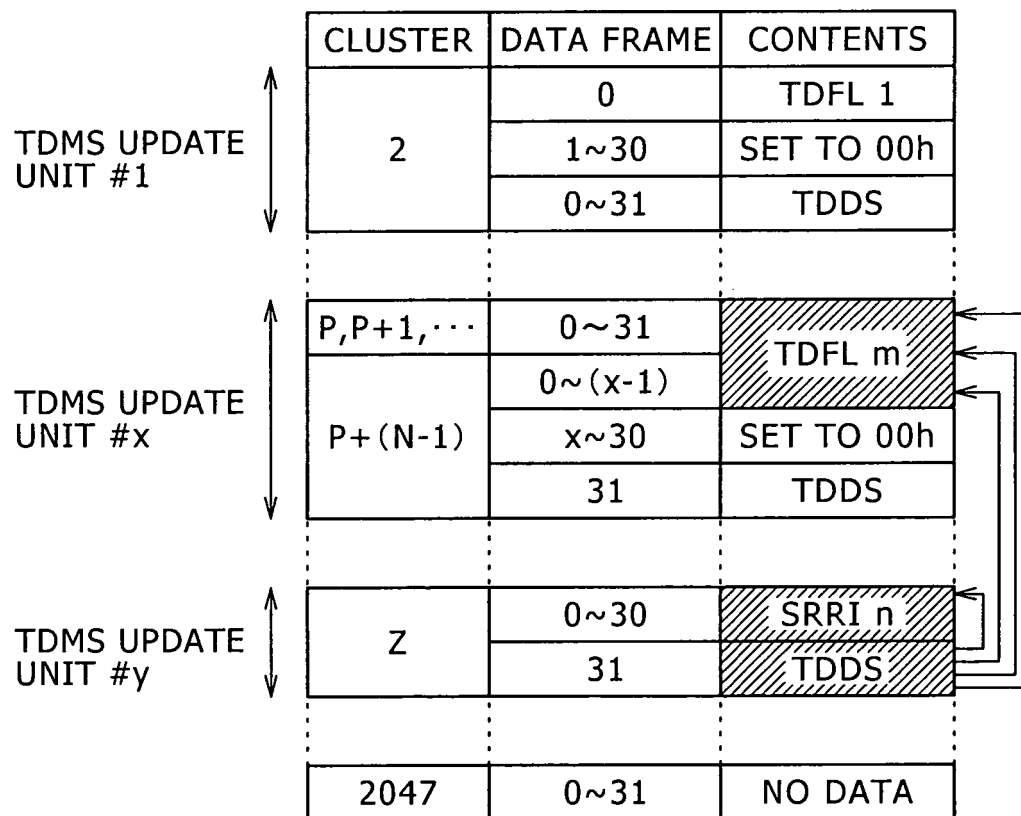 CLUSTER DATA FRAME CONTENTS
TDMS UPDATE UNIT #1
2
0 TDFL 1
1~30 SET TO 00h
0~31 TDDS
TDMS UPDATE UNIT #x
P,P+1,··· 0~31
TDFL m
0~(x-1)
P+(N-1)
x~30 SET TO 00h
31 TDDS
TDMS UPDATE UNIT #y
Z
0~30 SRRI n
31 TDDS
2047 0~31 NO DATA